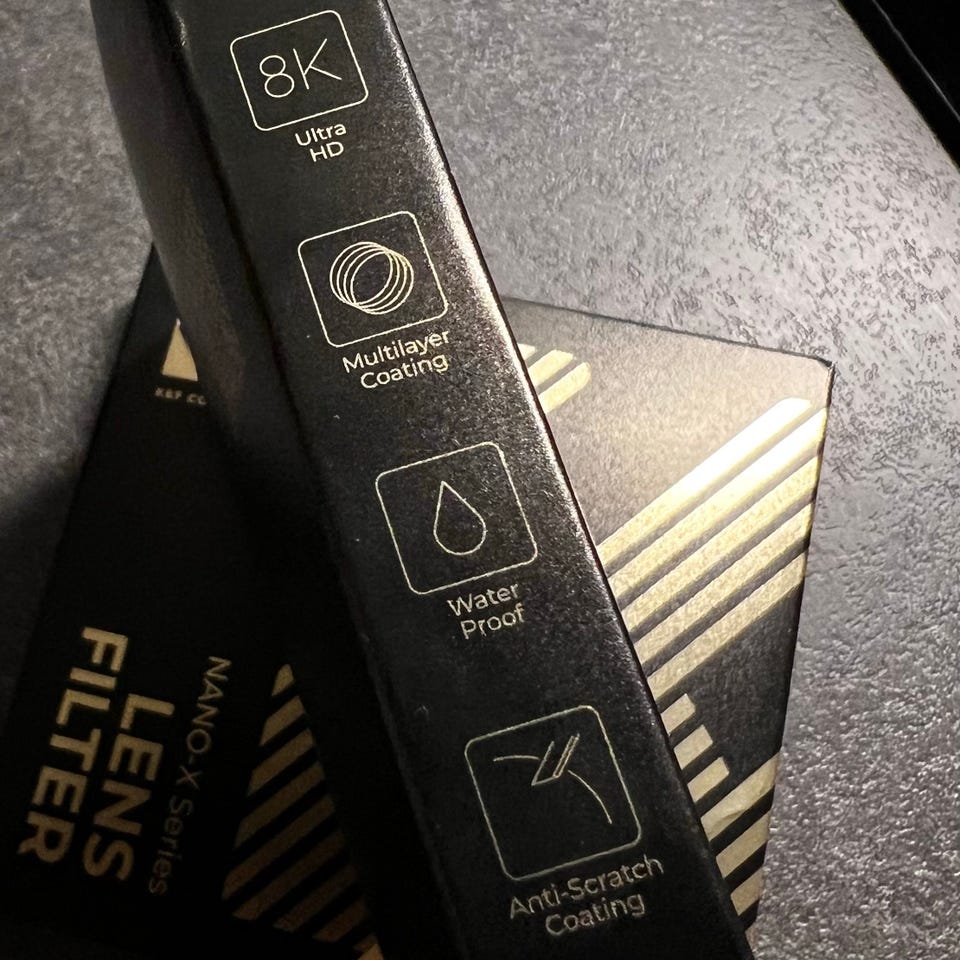 8K
Ultra
HD
Multilayer
Coating
Water
Proof
Anti-Scratch
Coating
K&F
NANO-X Series
LENS
FILTER